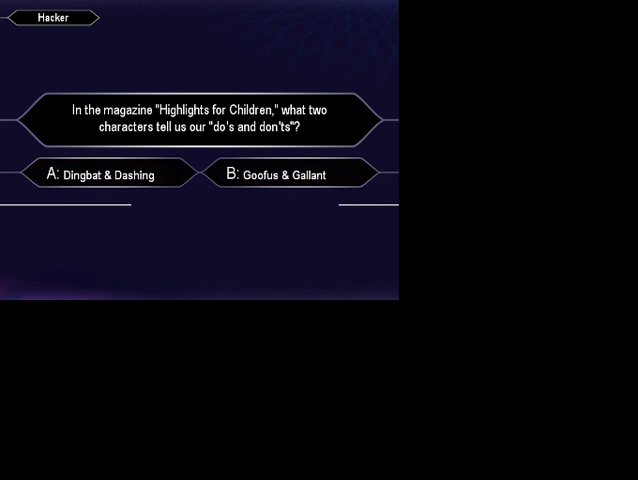 Hacker
In the magazine "Highlights for Children," what two
characters tell us our "do's and don'ts"?
A: Dingbat & Dashing
B: Goofus & Gallant